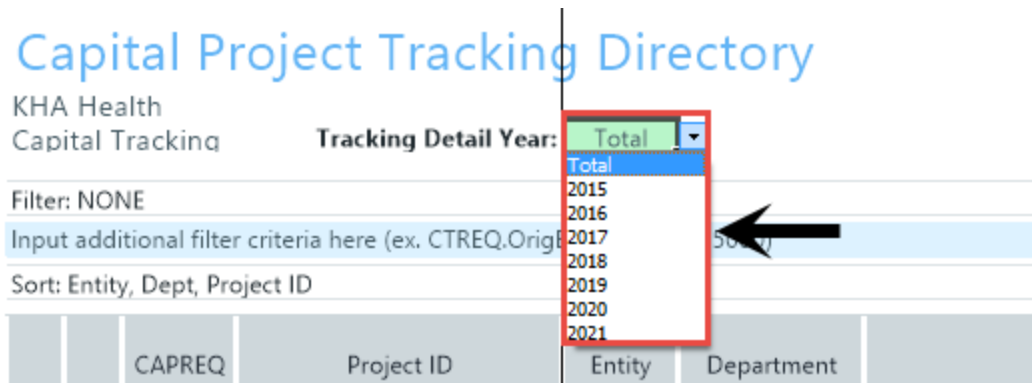 Capital Project Tracking Directory
KHA Health
Capital Tracking
Tracking Detail Year: Total
Total
2015
2016
2017
2018
2019
2020
2021
Filter: NONE
Input additional filter criteria here (ex. CTREQ.Orig
Sort: Entity, Dept, Project ID
CAPREQ Project ID Entity Department